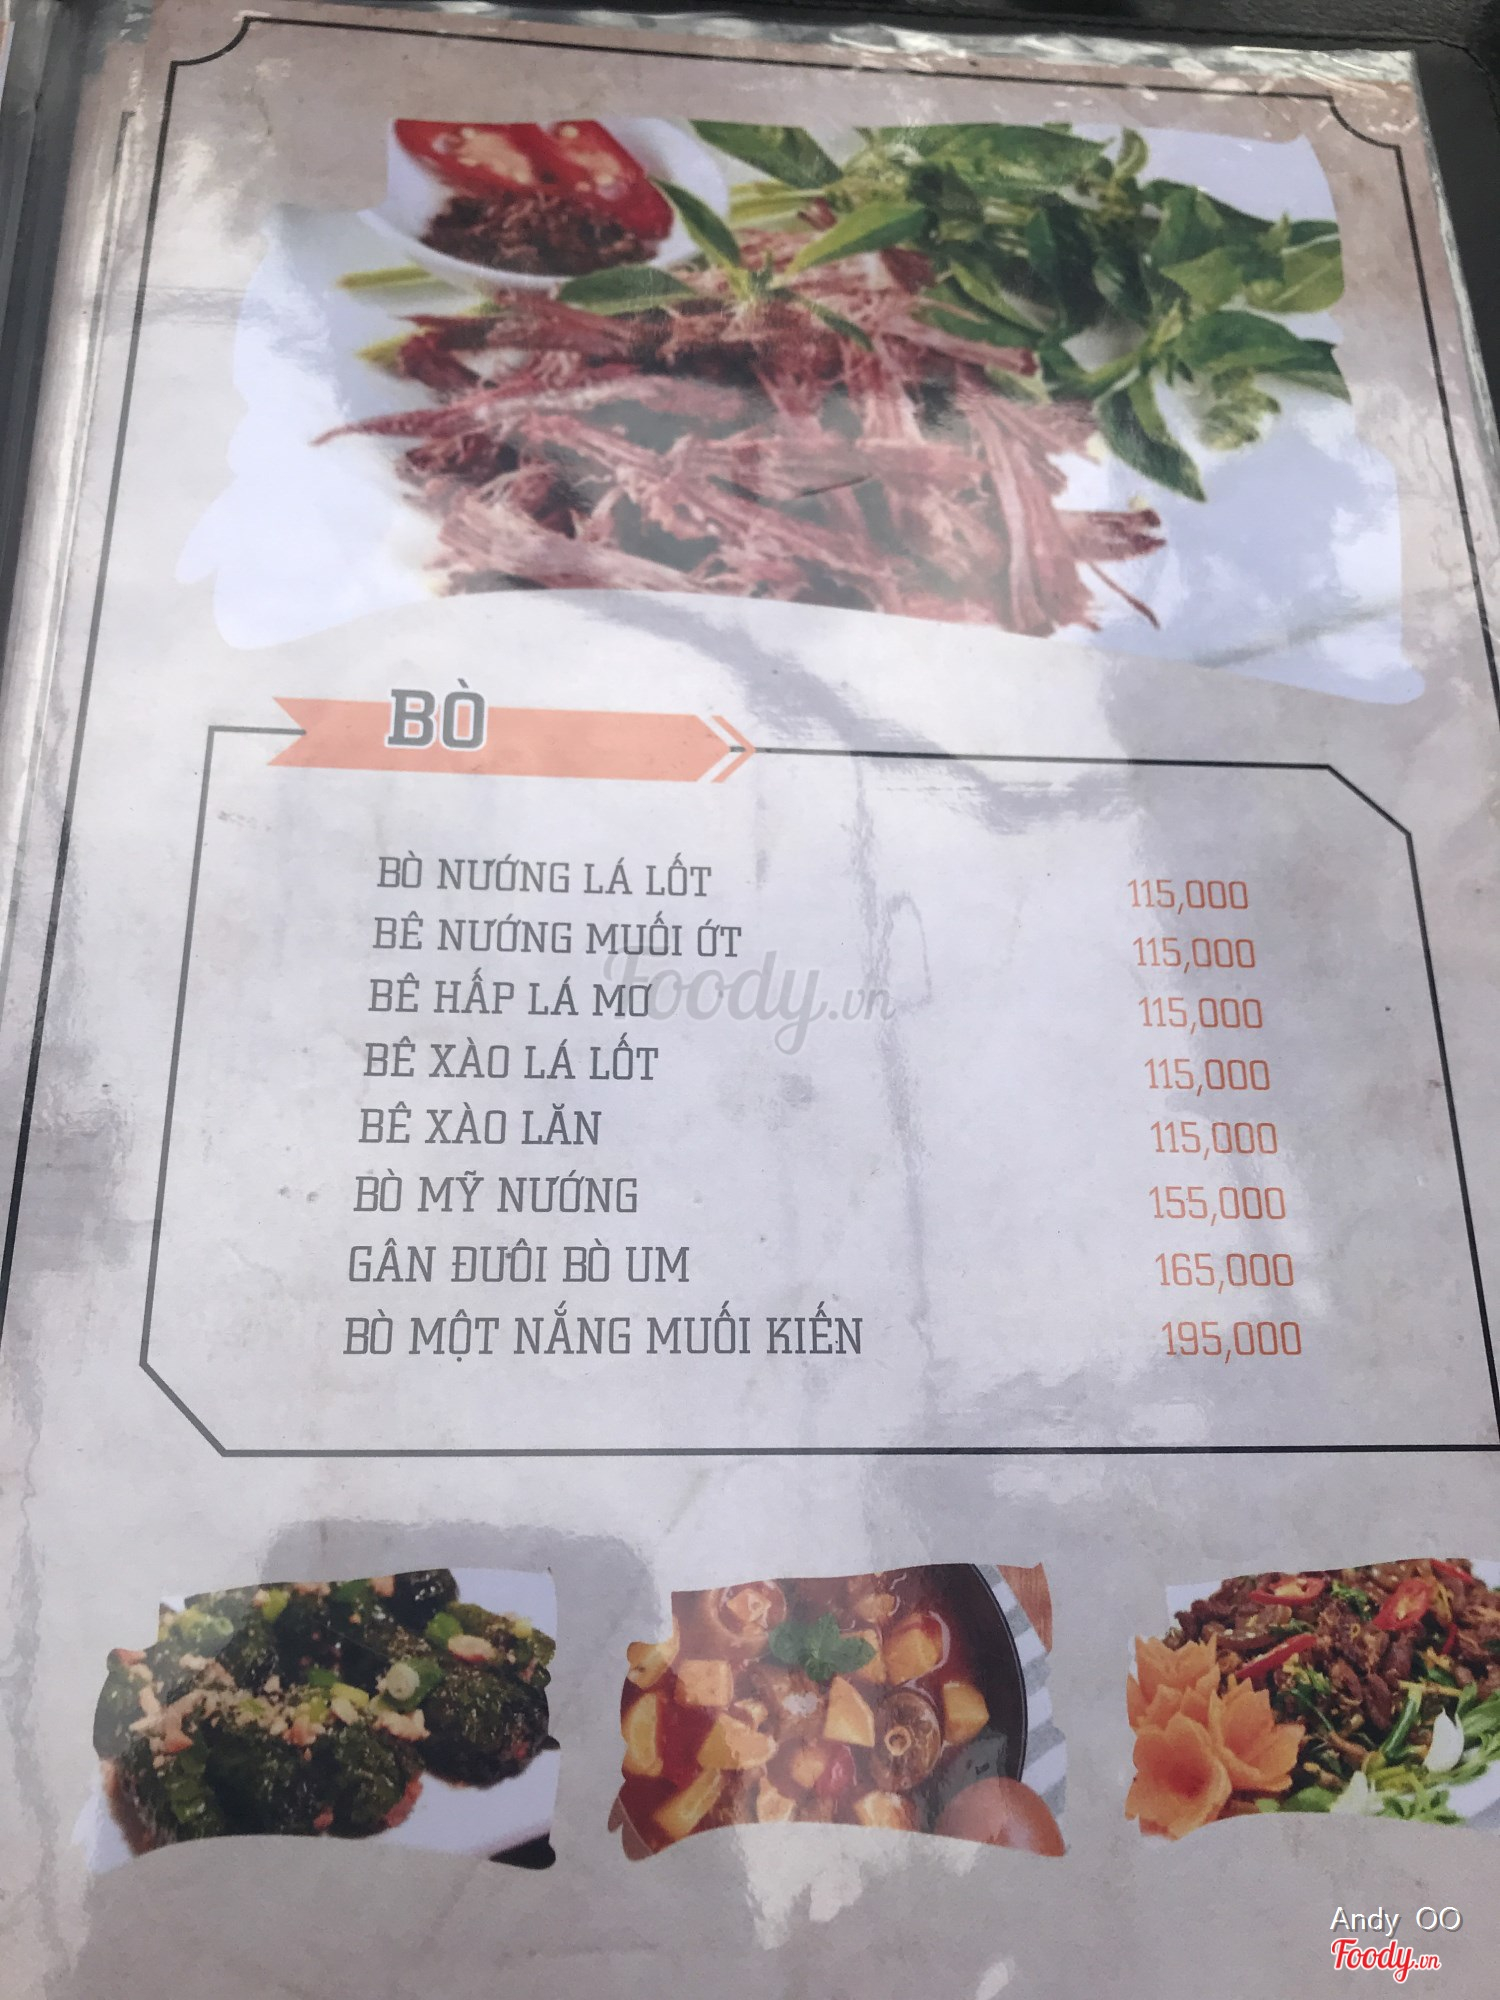 BÒ
BÒ NƯỚNG LÁ LỐT 115,000
BÊ NƯỚNG MUỐI ỚT 115,000
BÊ HẤP LÁ MƠ 115,000
BÊ XÀO LÁ LỐT 115,000
BÊ XÀO LĂN 115,000
BÒ MỸ NƯỚNG 155,000
GÂN ĐUÔI BÒ UM 165,000
BÒ MỘT NẮNG MUỐI KIẾN 195,000
Foody.vn
Andy OO
Foody.vn